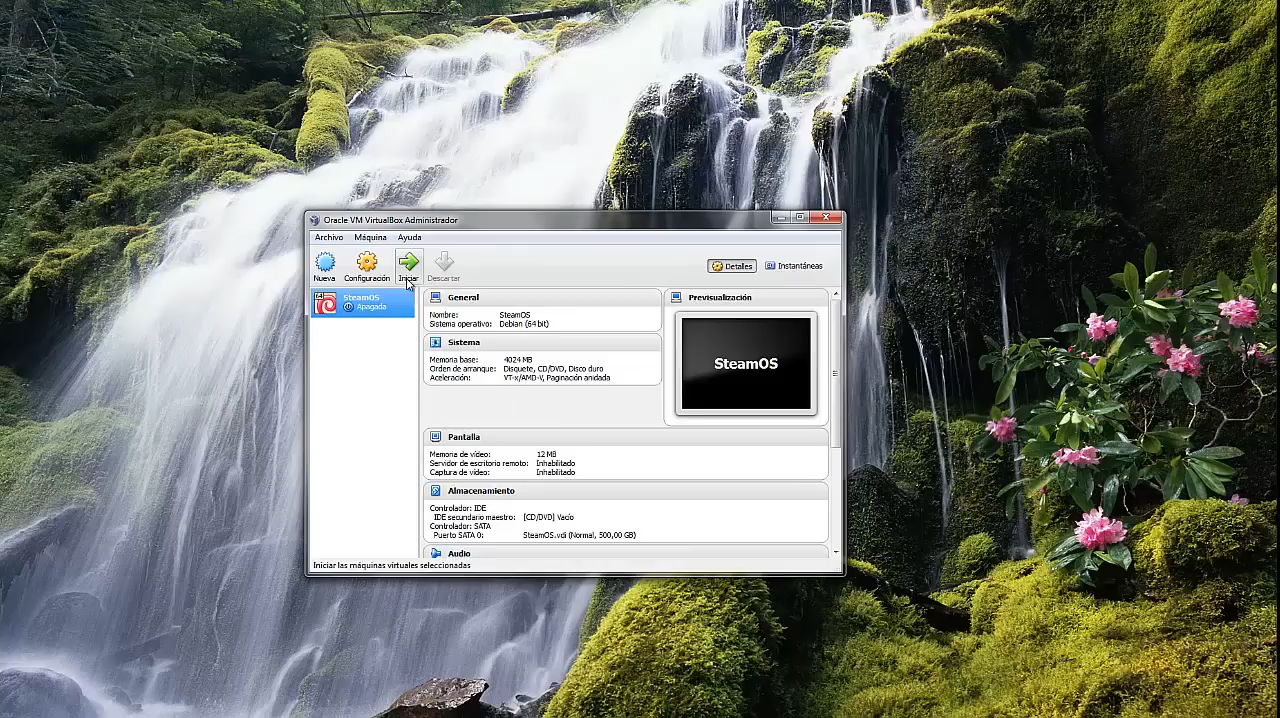 Oracle VM VirtualBox Administrador
Archivo Máquina Ayuda
Nueva Configuración Iniciar Descartar
Detalles Instantáneas
64 SteamOS
Apagada
General
Nombre: SteamOS
Sistema operativo: Debian (64 bit)
Sistema
Memoria base: 4024 MB
Orden de arranque: Disquete, CD/DVD, Disco duro
Aceleración: VT-x/AMD-V, Paginación anidada
Previsualización
SteamOS
Pantalla
Memoria de vídeo: 12 MB
Servidor de escritorio remoto: Inhabilitado
Captura de vídeo: Inhabilitado
Almacenamiento
Controlador: IDE
IDE secundario maestro: [CD/DVD] Vacío
Controlador: SATA
Puerto SATA 0: SteamOS.vdi (Normal, 500,00 GB)
Audio
Iniciar las máquinas virtuales seleccionadas